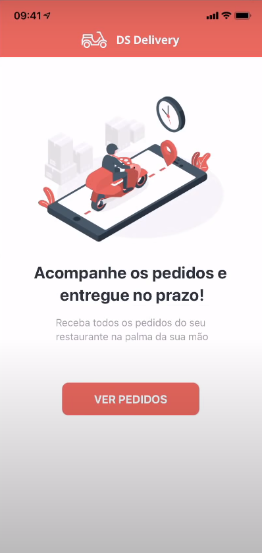 09:41
DS Delivery
Acompanhe os pedidos e
entregue no prazo!
Receba todos os pedidos do seu
restaurante na palma da sua mão
VER PEDIDOS